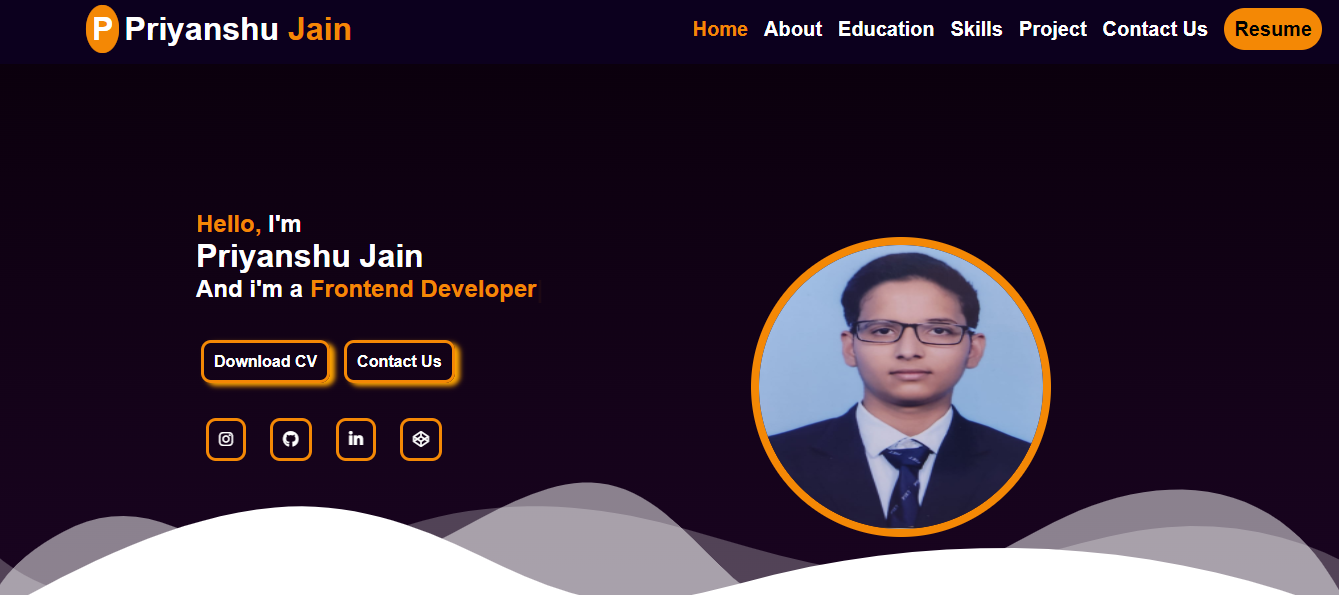 P Priyanshu Jain
Home About Education Skills Project Contact Us Resume
Hello, I'm
Priyanshu Jain
And i'm a Frontend Developer
Download CV Contact Us
in